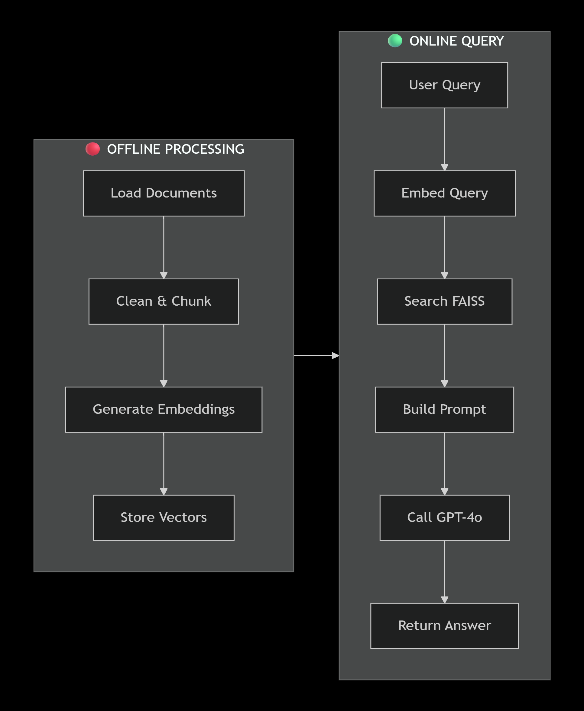 OFFLINE PROCESSING
Load Documents
Clean & Chunk
Generate Embeddings
Store Vectors
ONLINE QUERY
User Query
Embed Query
Search FAISS
Build Prompt
Call GPT-4o
Return Answer